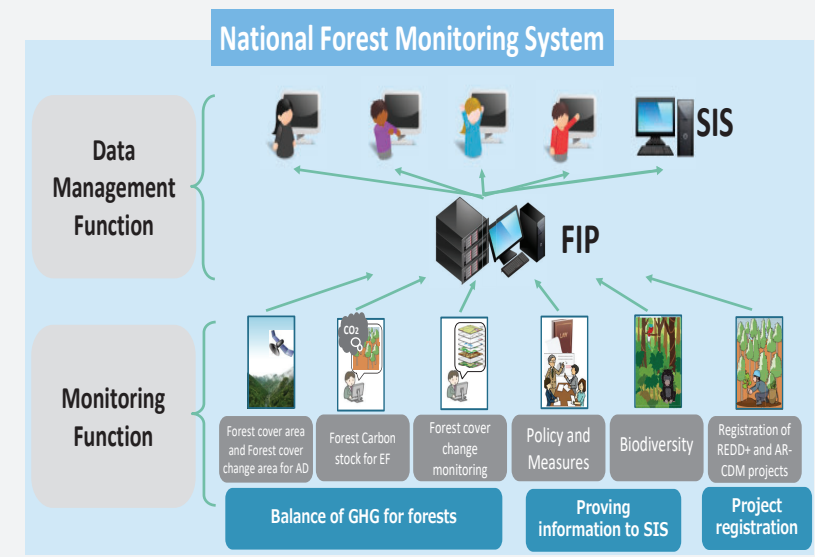 National Forest Monitoring System
Data
Management
Function
SIS
FIP
Monitoring
Function
CO2
LAW
Forest cover area
and Forest cover
change area for AD
Forest Carbon
stock for EF
Forest cover
change
monitoring
Policy and
Measures
Biodiversity
Registration of
REDD+ and AR-
CDM projects
Balance of GHG for forests
Proving
information to SIS
Project
registration